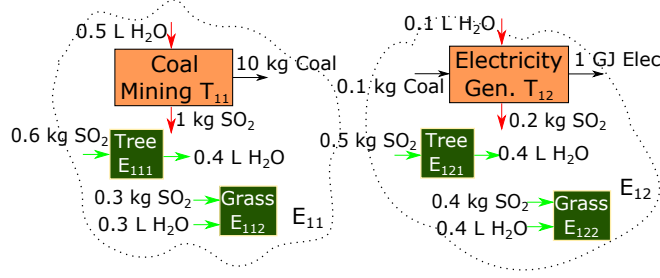 0.5 L H₂O
Coal
Mining T₁₁
10 kg Coal
1 kg SO₂
0.6 kg SO₂
Tree
E₁₁₁
0.4 L H₂O
0.3 kg SO₂
0.3 L H₂O
Grass
E₁₁₂
E₁₁
0.1 L H₂O
0.1 kg Coal
Electricity
Gen. T₁₂
1 GJ Elec
0.2 kg SO₂
0.5 kg SO₂
Tree
E₁₂₁
0.4 L H₂O
0.4 kg SO₂
0.4 L H₂O
Grass
E₁₂₂
E₁₂